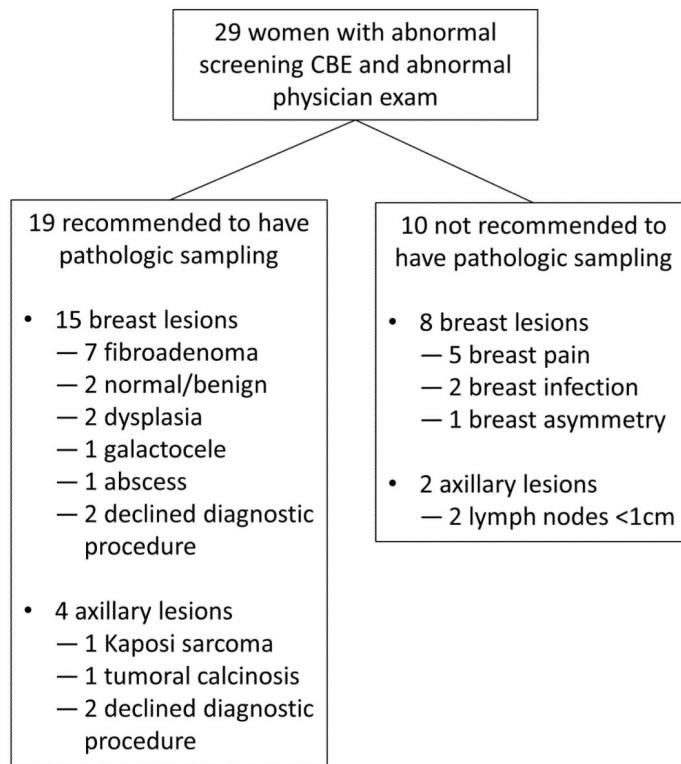 29 women with abnormal
screening CBE and abnormal
physician exam
19 recommended to have
pathologic sampling
• 15 breast lesions
— 7 fibroadenoma
— 2 normal/benign
— 2 dysplasia
— 1 galactocele
— 1 abscess
— 2 declined diagnostic
procedure
• 4 axillary lesions
— 1 Kaposi sarcoma
— 1 tumoral calcinosis
— 2 declined diagnostic
procedure
10 not recommended to
have pathologic sampling
• 8 breast lesions
— 5 breast pain
— 2 breast infection
— 1 breast asymmetry
• 2 axillary lesions
— 2 lymph nodes <1cm